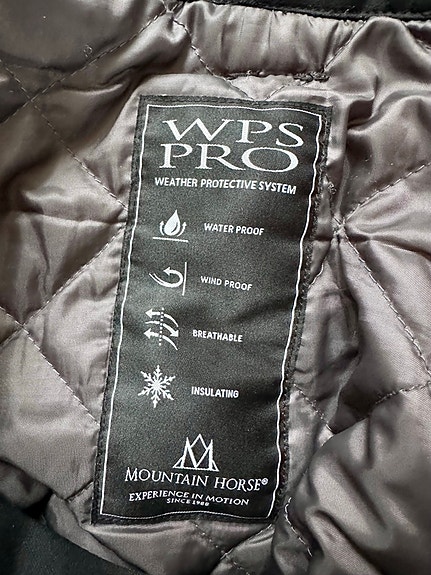 WPS
PRO
WEATHER PROTECTIVE SYSTEM
WATER PROOF
WIND PROOF
BREATHABLE
INSULATING
MOUNTAIN HORSE®
EXPERIENCE IN MOTION
SINCE 1988